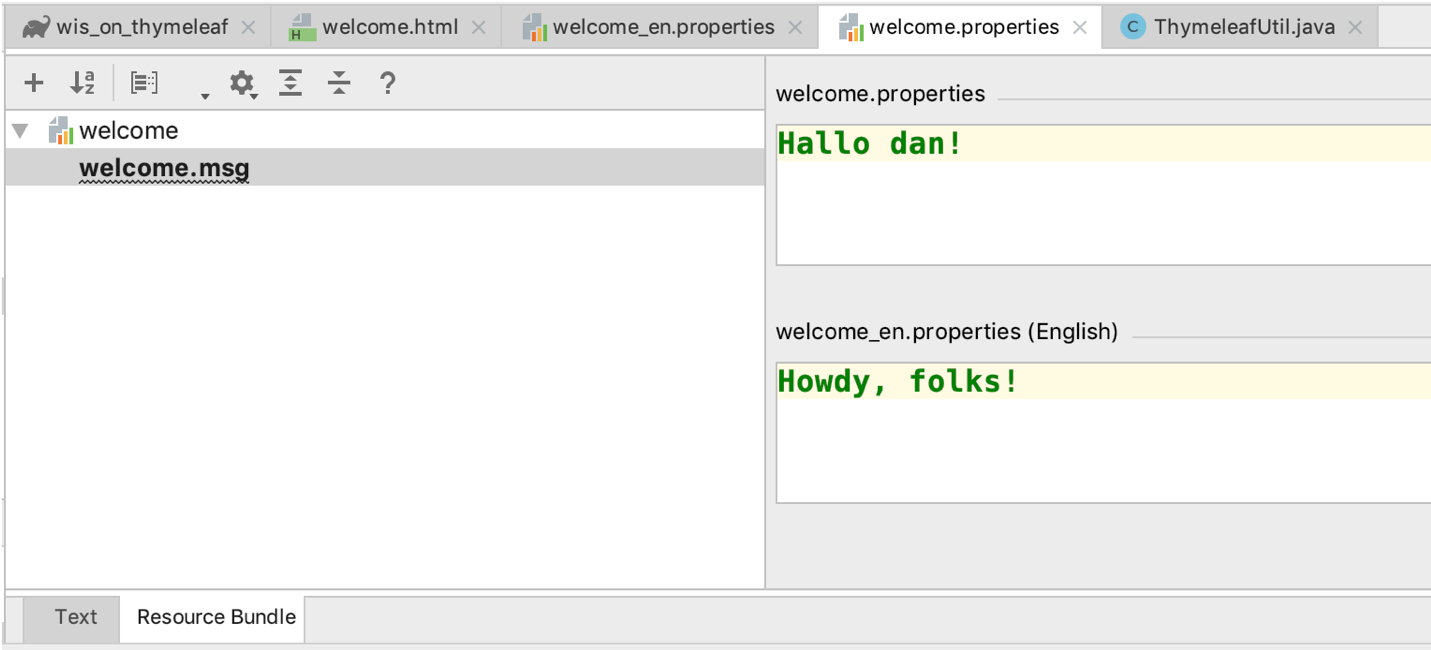 wis_on_thymeleaf welcome.html welcome_en.properties welcome.properties C ThymeleafUtil.java
welcome
welcome.msg
welcome.properties
Hallo dan!
welcome_en.properties (English)
Howdy, folks!
Text Resource Bundle